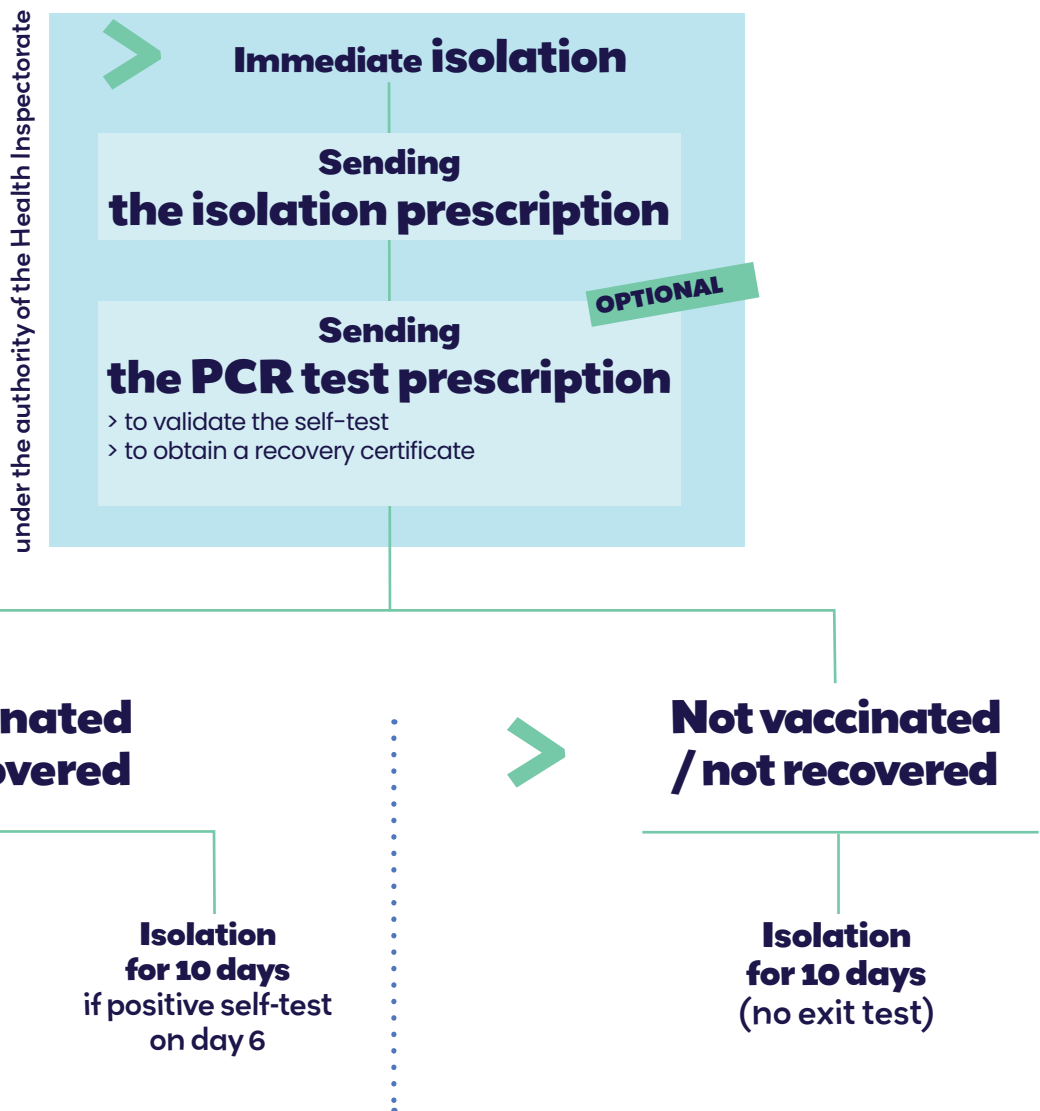 under the authority of the Health Inspectorate
Immediate isolation
Sending
the isolation prescription
OPTIONAL
Sending
the PCR test prescription
> to validate the self-test
> to obtain a recovery certificate
nated
overed
Not vaccinated
/ not recovered
Isolation
for 10 days
if positive self-test
on day 6
Isolation
for 10 days
(no exit test)